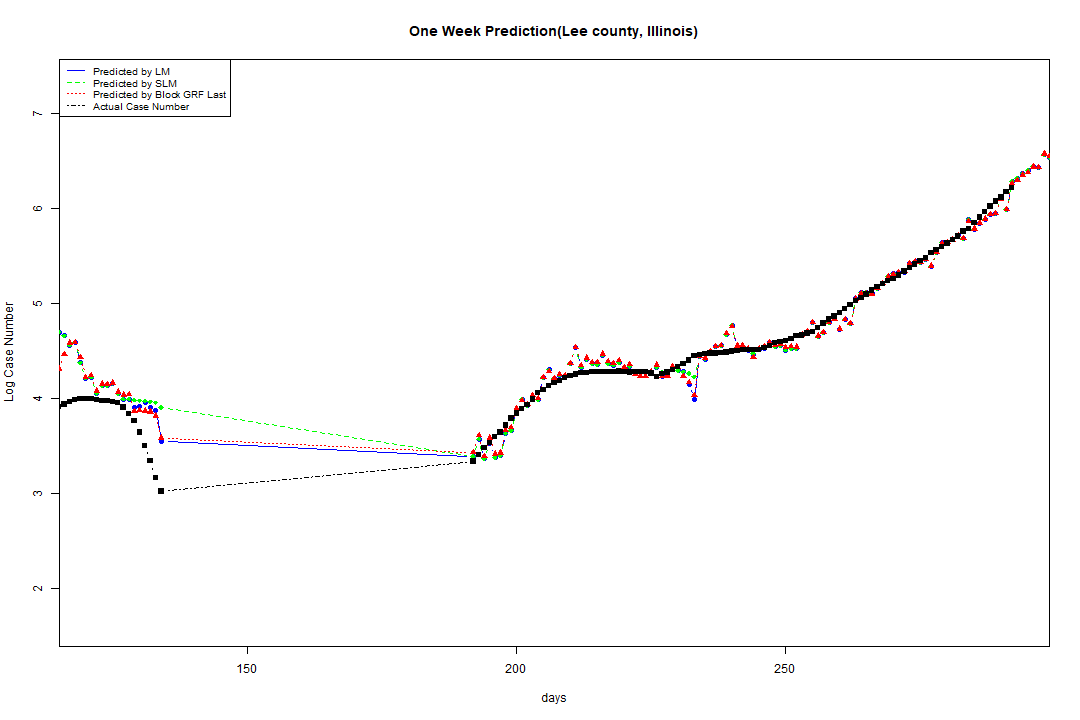 One Week Prediction(Lee county, Illinois)
Predicted by LM
Predicted by SLM
Predicted by Block GRF Last
Actual Case Number
7
6
5
4
3
2
Log Case Number
150 200 250
days